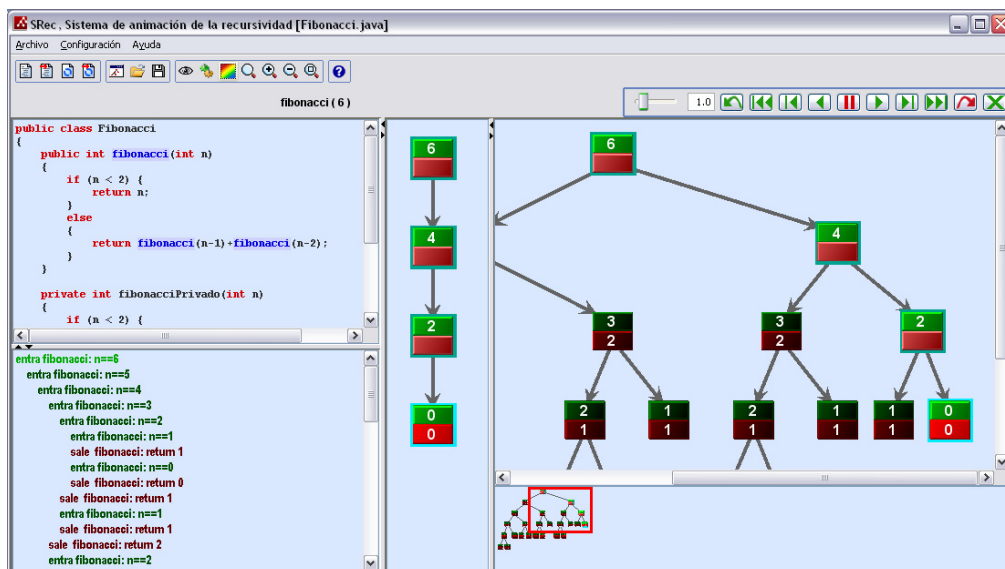 SRec, Sistema de animación de la recursividad [Fibonacci.java]
Archivo Configuración Ayuda
fibonacci ( 6 )
1.0
public class Fibonacci
{
public int fibonacci(int n)
{
if (n < 2) {
return n;
}
else
{
return fibonacci(n-1)+fibonacci(n-2);
}
}
private int fibonacciPrivado(int n)
{
if (n < 2) {
entra fibonacci: n==6
entra fibonacci: n==5
entra fibonacci: n==4
entra fibonacci: n==3
entra fibonacci: n==2
entra fibonacci: n==1
sale fibonacci: return 1
entra fibonacci: n==0
sale fibonacci: return 0
sale fibonacci: return 1
entra fibonacci: n==1
sale fibonacci: return 1
sale fibonacci: return 2
entra fibonacci: n==2
6
4
2
0
0
6
4
3 3 2
2 2
2 1 2 1 1 0
1 1 1 1 1 0